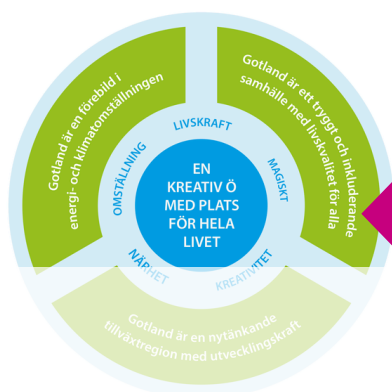 Gotland är en förebild i
energi- och klimatomställningen
Gotland är ett tryggt och inkluderande
samhälle med livskvalitet för alla
LIVSKRAFT
OMSTÄLLNING
MAGISKT
EN
KREATIV Ö
MED PLATS
FÖR HELA
LIVET
NÄRHET
KREATIVITET
Gotland är en nytänkande
tillväxtregion med utvecklingskraft